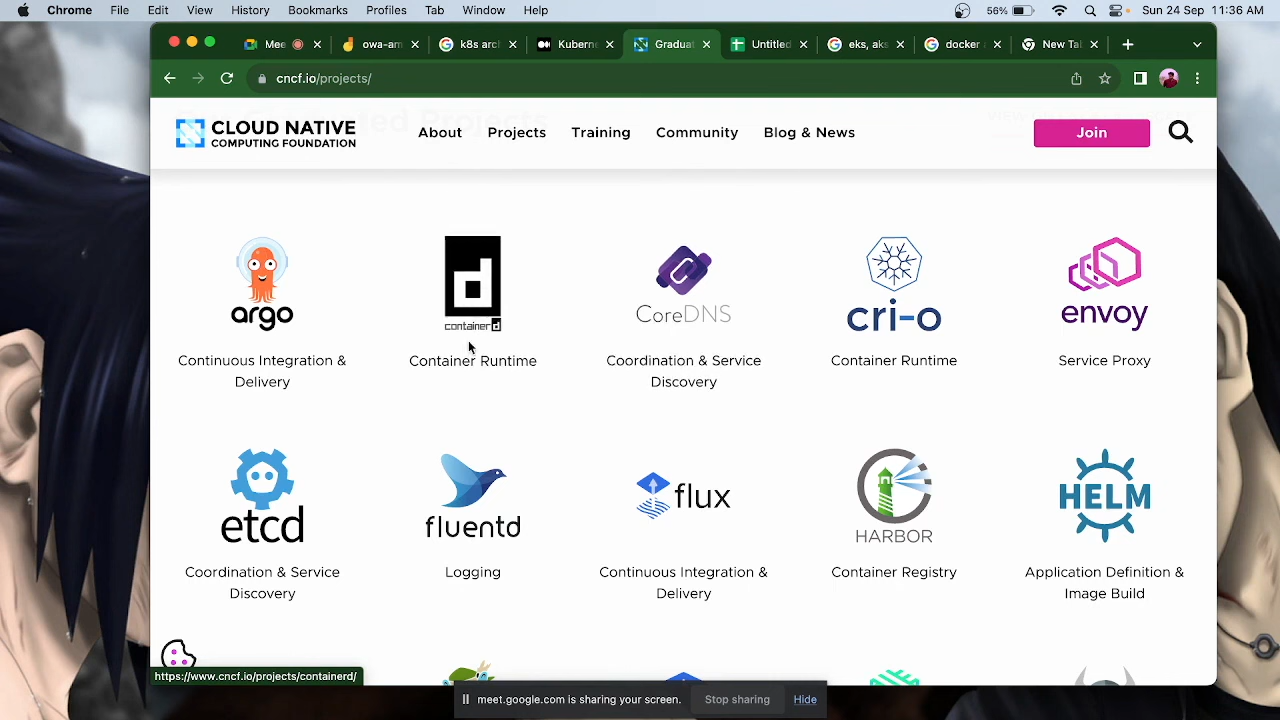 Chrome File Edit View History Bookmarks Profiles Tab Window Help 56% Sun 24 Sep 11:36 AM
Mee owa-am k8s arch Kuberne Graduat Untitled eks, aks docker New Tal
cncf.io/projects/
CLOUD NATIVE
COMPUTING FOUNDATION
About Projects Training Community Blog & News Join
argo containerd CoreDNS cri-o envoy
Continuous Integration &
Delivery
Container Runtime
Coordination & Service
Discovery
Container Runtime
Service Proxy
etcd fluentd flux HARBOR HELM
Coordination & Service
Discovery
Logging
Continuous Integration &
Delivery
Container Registry
Application Definition &
Image Build
https://www.cncf.io/projects/containerd/
meet.google.com is sharing your screen. Stop sharing Hide